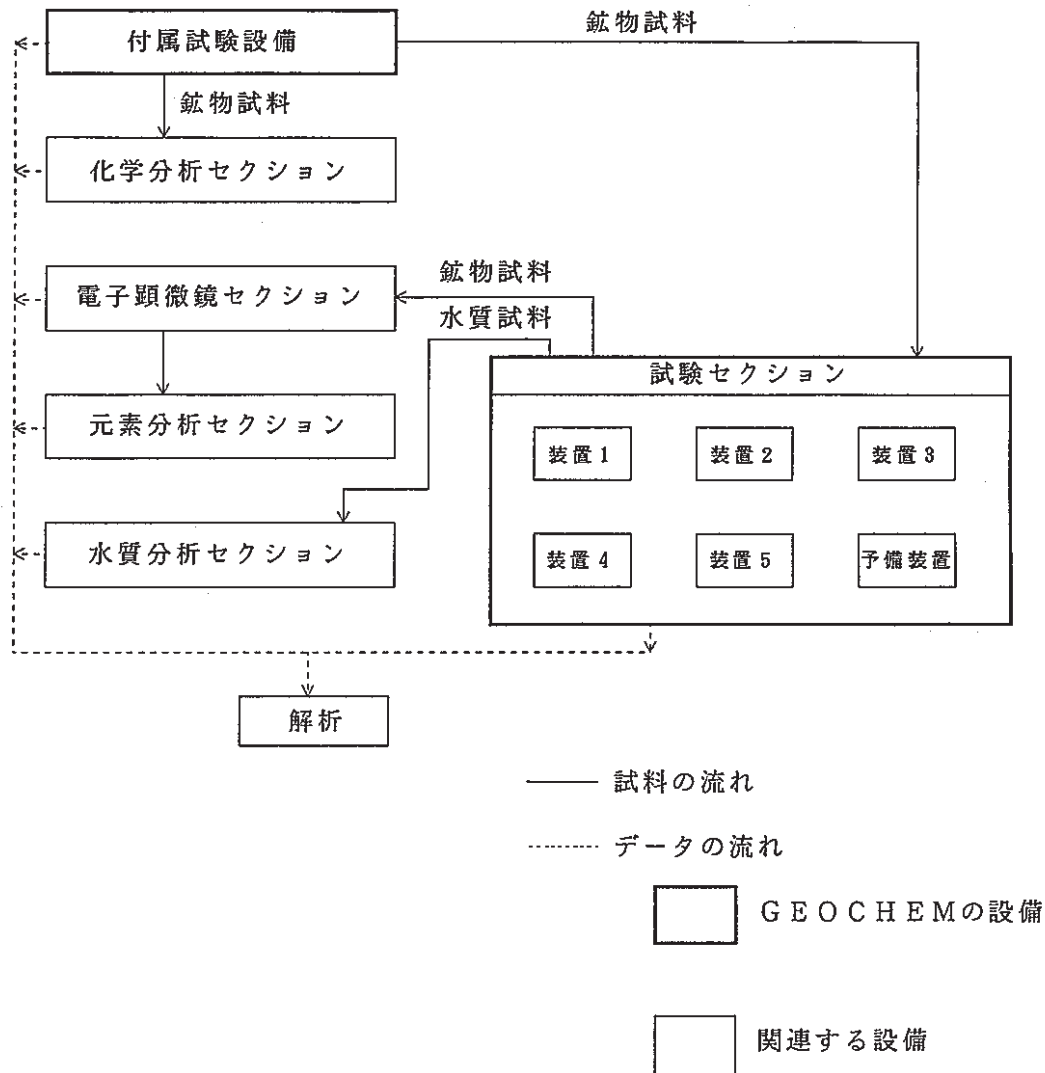 鉱物試料
付属試験設備
鉱物試料
化学分析セクション
鉱物試料
電子顕微鏡セクション
水質試料
試験セクション
元素分析セクション
装置1
装置2
装置3
水質分析セクション
装置4
装置5
予備装置
解析
試料の流れ
データの流れ
GEOCHEMの設備
関連する設備